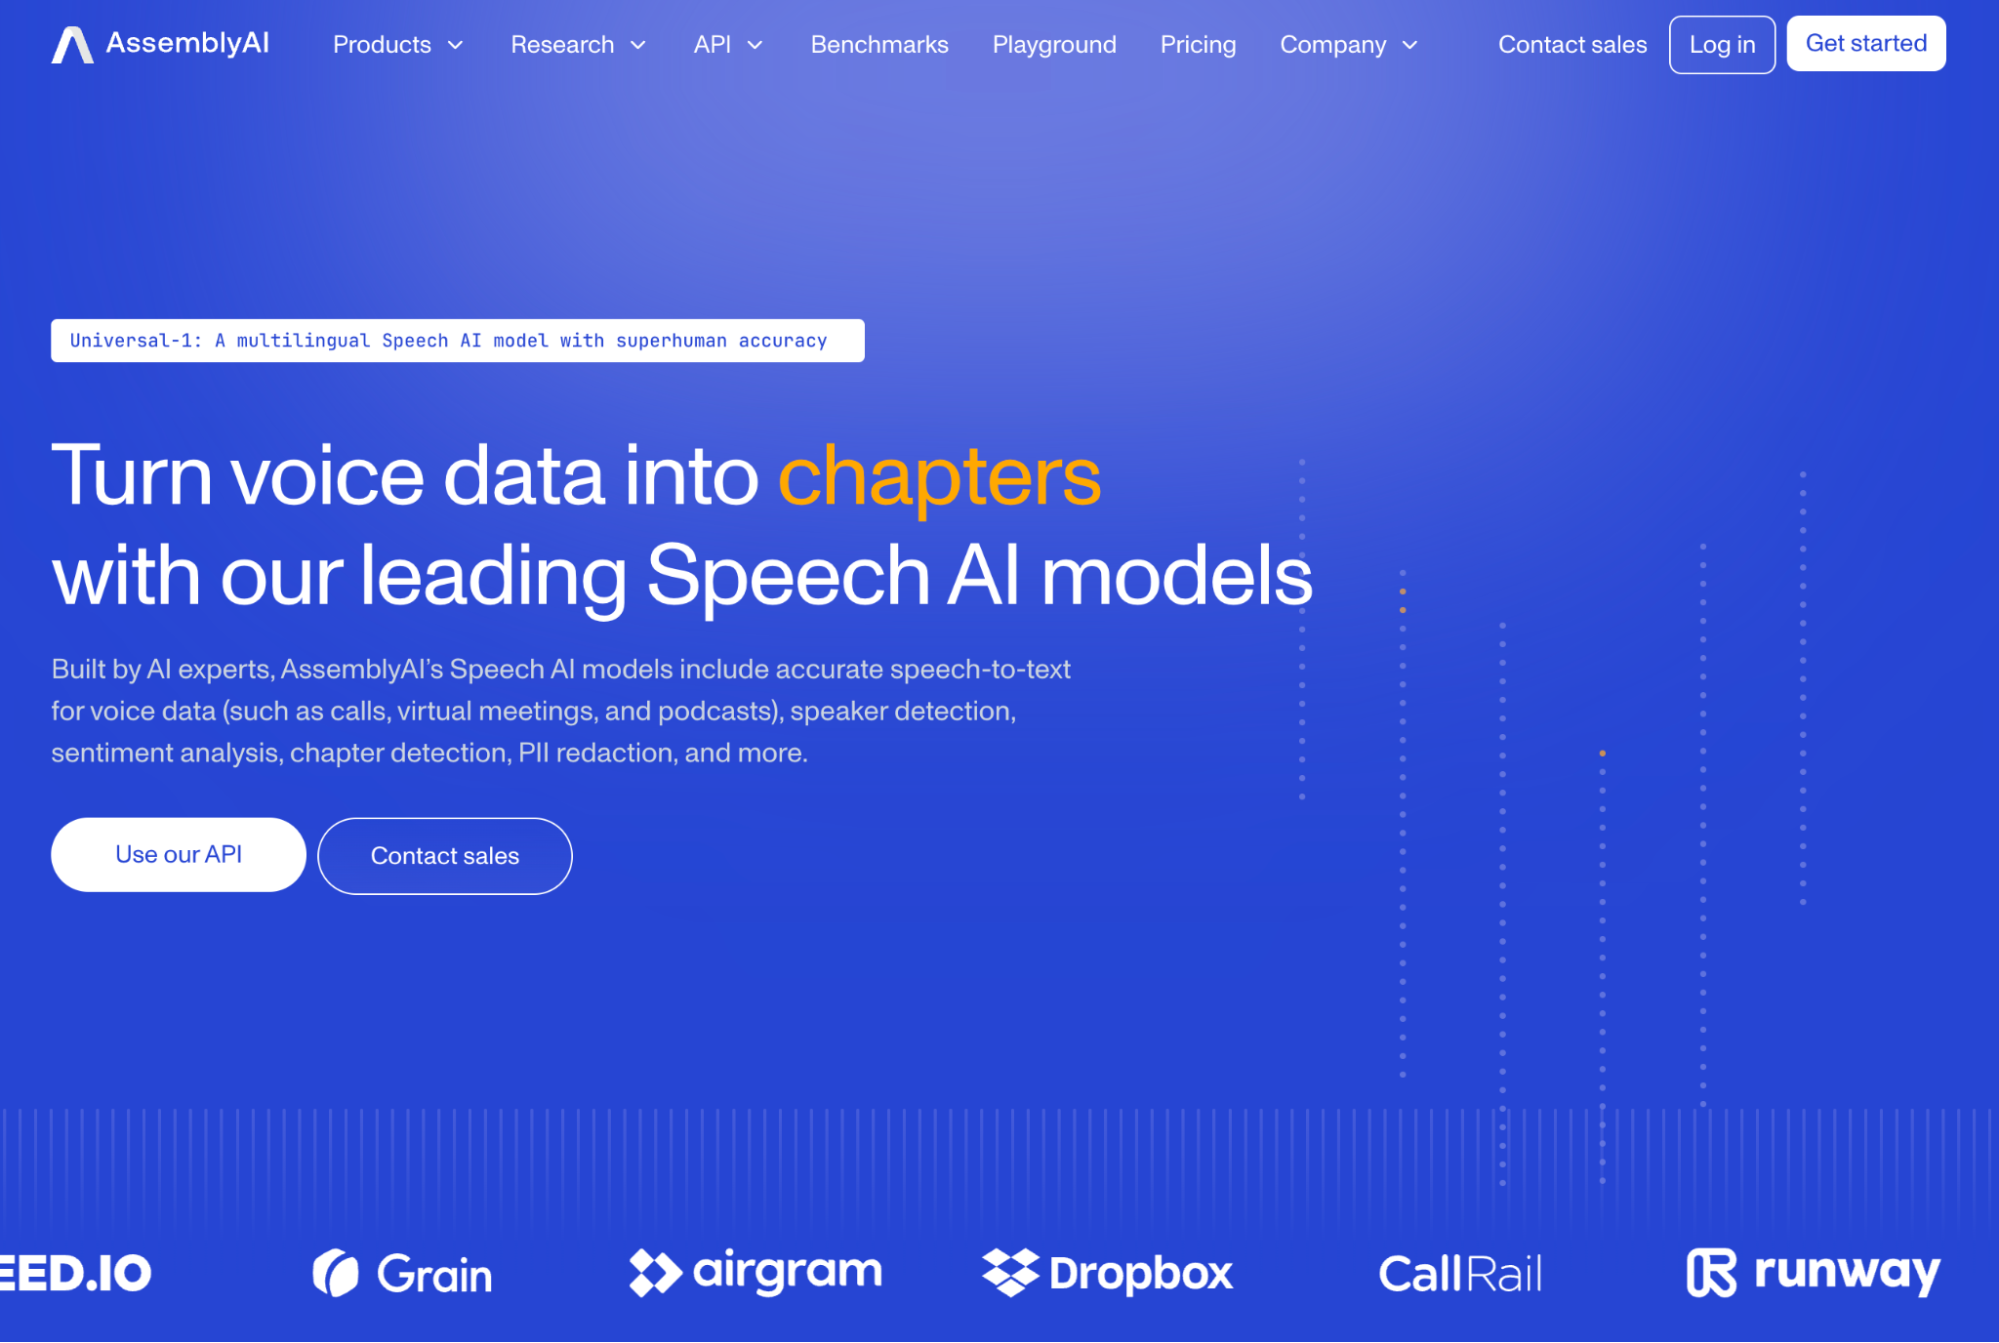 AssemblyAI
Products
Research
API
Benchmarks
Playground
Pricing
Company
Contact sales
Log in
Get started
Universal-1: A multilingual Speech AI model with superhuman accuracy
Turn voice data into chapters
with our leading Speech AI models
Built by AI experts, AssemblyAI’s Speech AI models include accurate speech-to-text
for voice data (such as calls, virtual meetings, and podcasts), speaker detection,
sentiment analysis, chapter detection, PII redaction, and more.
Use our API
Contact sales
EED.IO
Grain
airgram
Dropbox
CallRail
runway